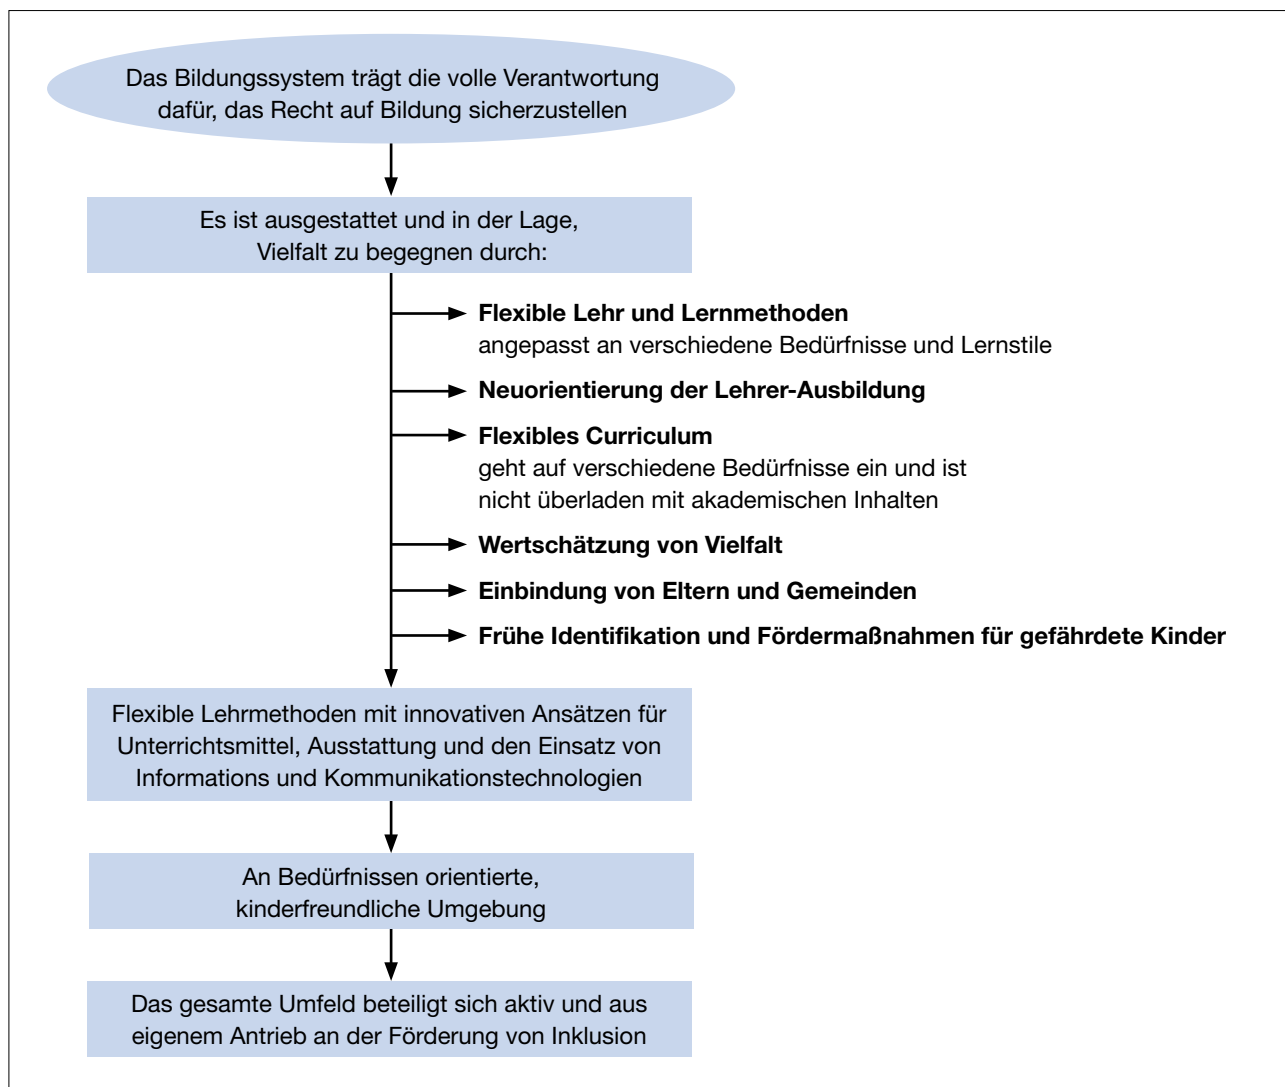 Das Bildungssystem trägt die volle Verantwortung
dafür, das Recht auf Bildung sicherzustellen
Es ist ausgestattet und in der Lage,
Vielfalt zu begegnen durch:
Flexible Lehr und Lernmethoden
angepasst an verschiedene Bedürfnisse und Lernstile
Neuorientierung der Lehrer-Ausbildung
Flexibles Curriculum
geht auf verschiedene Bedürfnisse ein und ist
nicht überladen mit akademischen Inhalten
Wertschätzung von Vielfalt
Einbindung von Eltern und Gemeinden
Frühe Identifikation und Fördermaßnahmen für gefährdete Kinder
Flexible Lehrmethoden mit innovativen Ansätzen für
Unterrichtsmittel, Ausstattung und den Einsatz von
Informations und Kommunikationstechnologien
An Bedürfnissen orientierte,
kinderfreundliche Umgebung
Das gesamte Umfeld beteiligt sich aktiv und aus
eigenem Antrieb an der Förderung von Inklusion